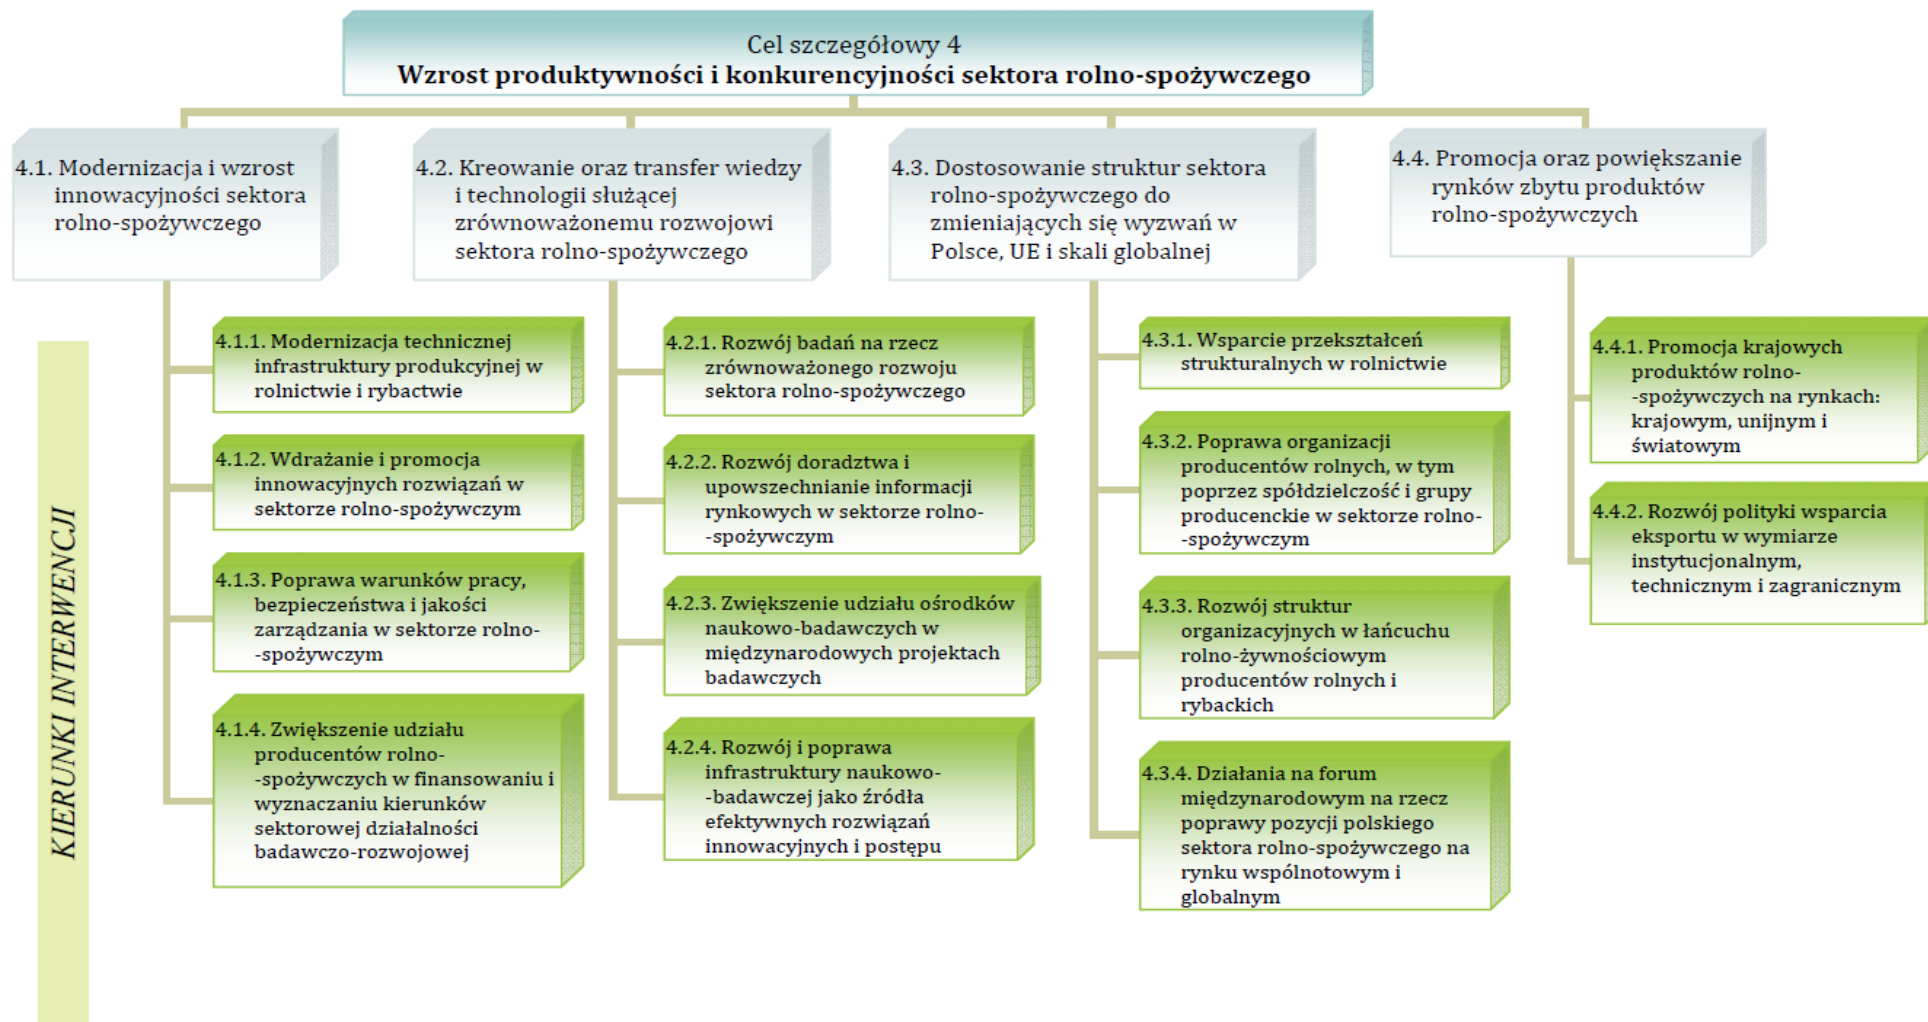 Cel szczegółowy 4
Wzrost produktywności i konkurencyjności sektora rolno-spożywczego
4.1. Modernizacja i wzrost
innowacyjności sektora
rolno-spożywczego
4.2. Kreowanie oraz transfer wiedzy
i technologii służącej
zrównoważonemu rozwojowi
sektora rolno-spożywczego
4.3. Dostosowanie struktur sektora
rolno-spożywczego do
zmieniających się wyzwań w
Polsce, UE i skali globalnej
4.4. Promocja oraz powiększanie
rynków zbytu produktów
rolno-spożywczych
KIERUNKI INTERWENCJI
4.1.1. Modernizacja technicznej
infrastruktury produkcyjnej w
rolnictwie i rybactwie
4.1.2. Wdrażanie i promocja
innowacyjnych rozwiązań w
sektorze rolno-spożywczym
4.1.3. Poprawa warunków pracy,
bezpieczeństwa i jakości
zarządzania w sektorze rolno-
-spożywczym
4.1.4. Zwiększenie udziału
producentów rolno-
-spożywczych w finansowaniu i
wyznaczaniu kierunków
sektorowej działalności
badawczo-rozwojowej
4.2.1. Rozwój badań na rzecz
zrównoważonego rozwoju
sektora rolno-spożywczego
4.2.2. Rozwój doradztwa i
upowszechnianie informacji
rynkowych w sektorze rolno-
-spożywczym
4.2.3. Zwiększenie udziału ośrodków
naukowo-badawczych w
międzynarodowych projektach
badawczych
4.2.4. Rozwój i poprawa
infrastruktury naukowo-
-badawczej jako źródła
efektywnych rozwiązań
innowacyjnych i postępu
4.3.1. Wsparcie przekształceń
strukturalnych w rolnictwie
4.3.2. Poprawa organizacji
producentów rolnych, w tym
poprzez spółdzielczość i grupy
producenckie w sektorze rolno-
-spożywczym
4.3.3. Rozwój struktur
organizacyjnych w łańcuchu
rolno-żywnościowym
producentów rolnych i
rybackich
4.3.4. Działania na forum
międzynarodowym na rzecz
poprawy pozycji polskiego
sektora rolno-spożywczego na
rynku wspólnotowym i
globalnym
4.4.1. Promocja krajowych
produktów rolno-
-spożywczych na rynkach:
krajowym, unijnym i
światowym
4.4.2. Rozwój polityki wsparcia
eksportu w wymiarze
instytucjonalnym,
technicznym i zagranicznym